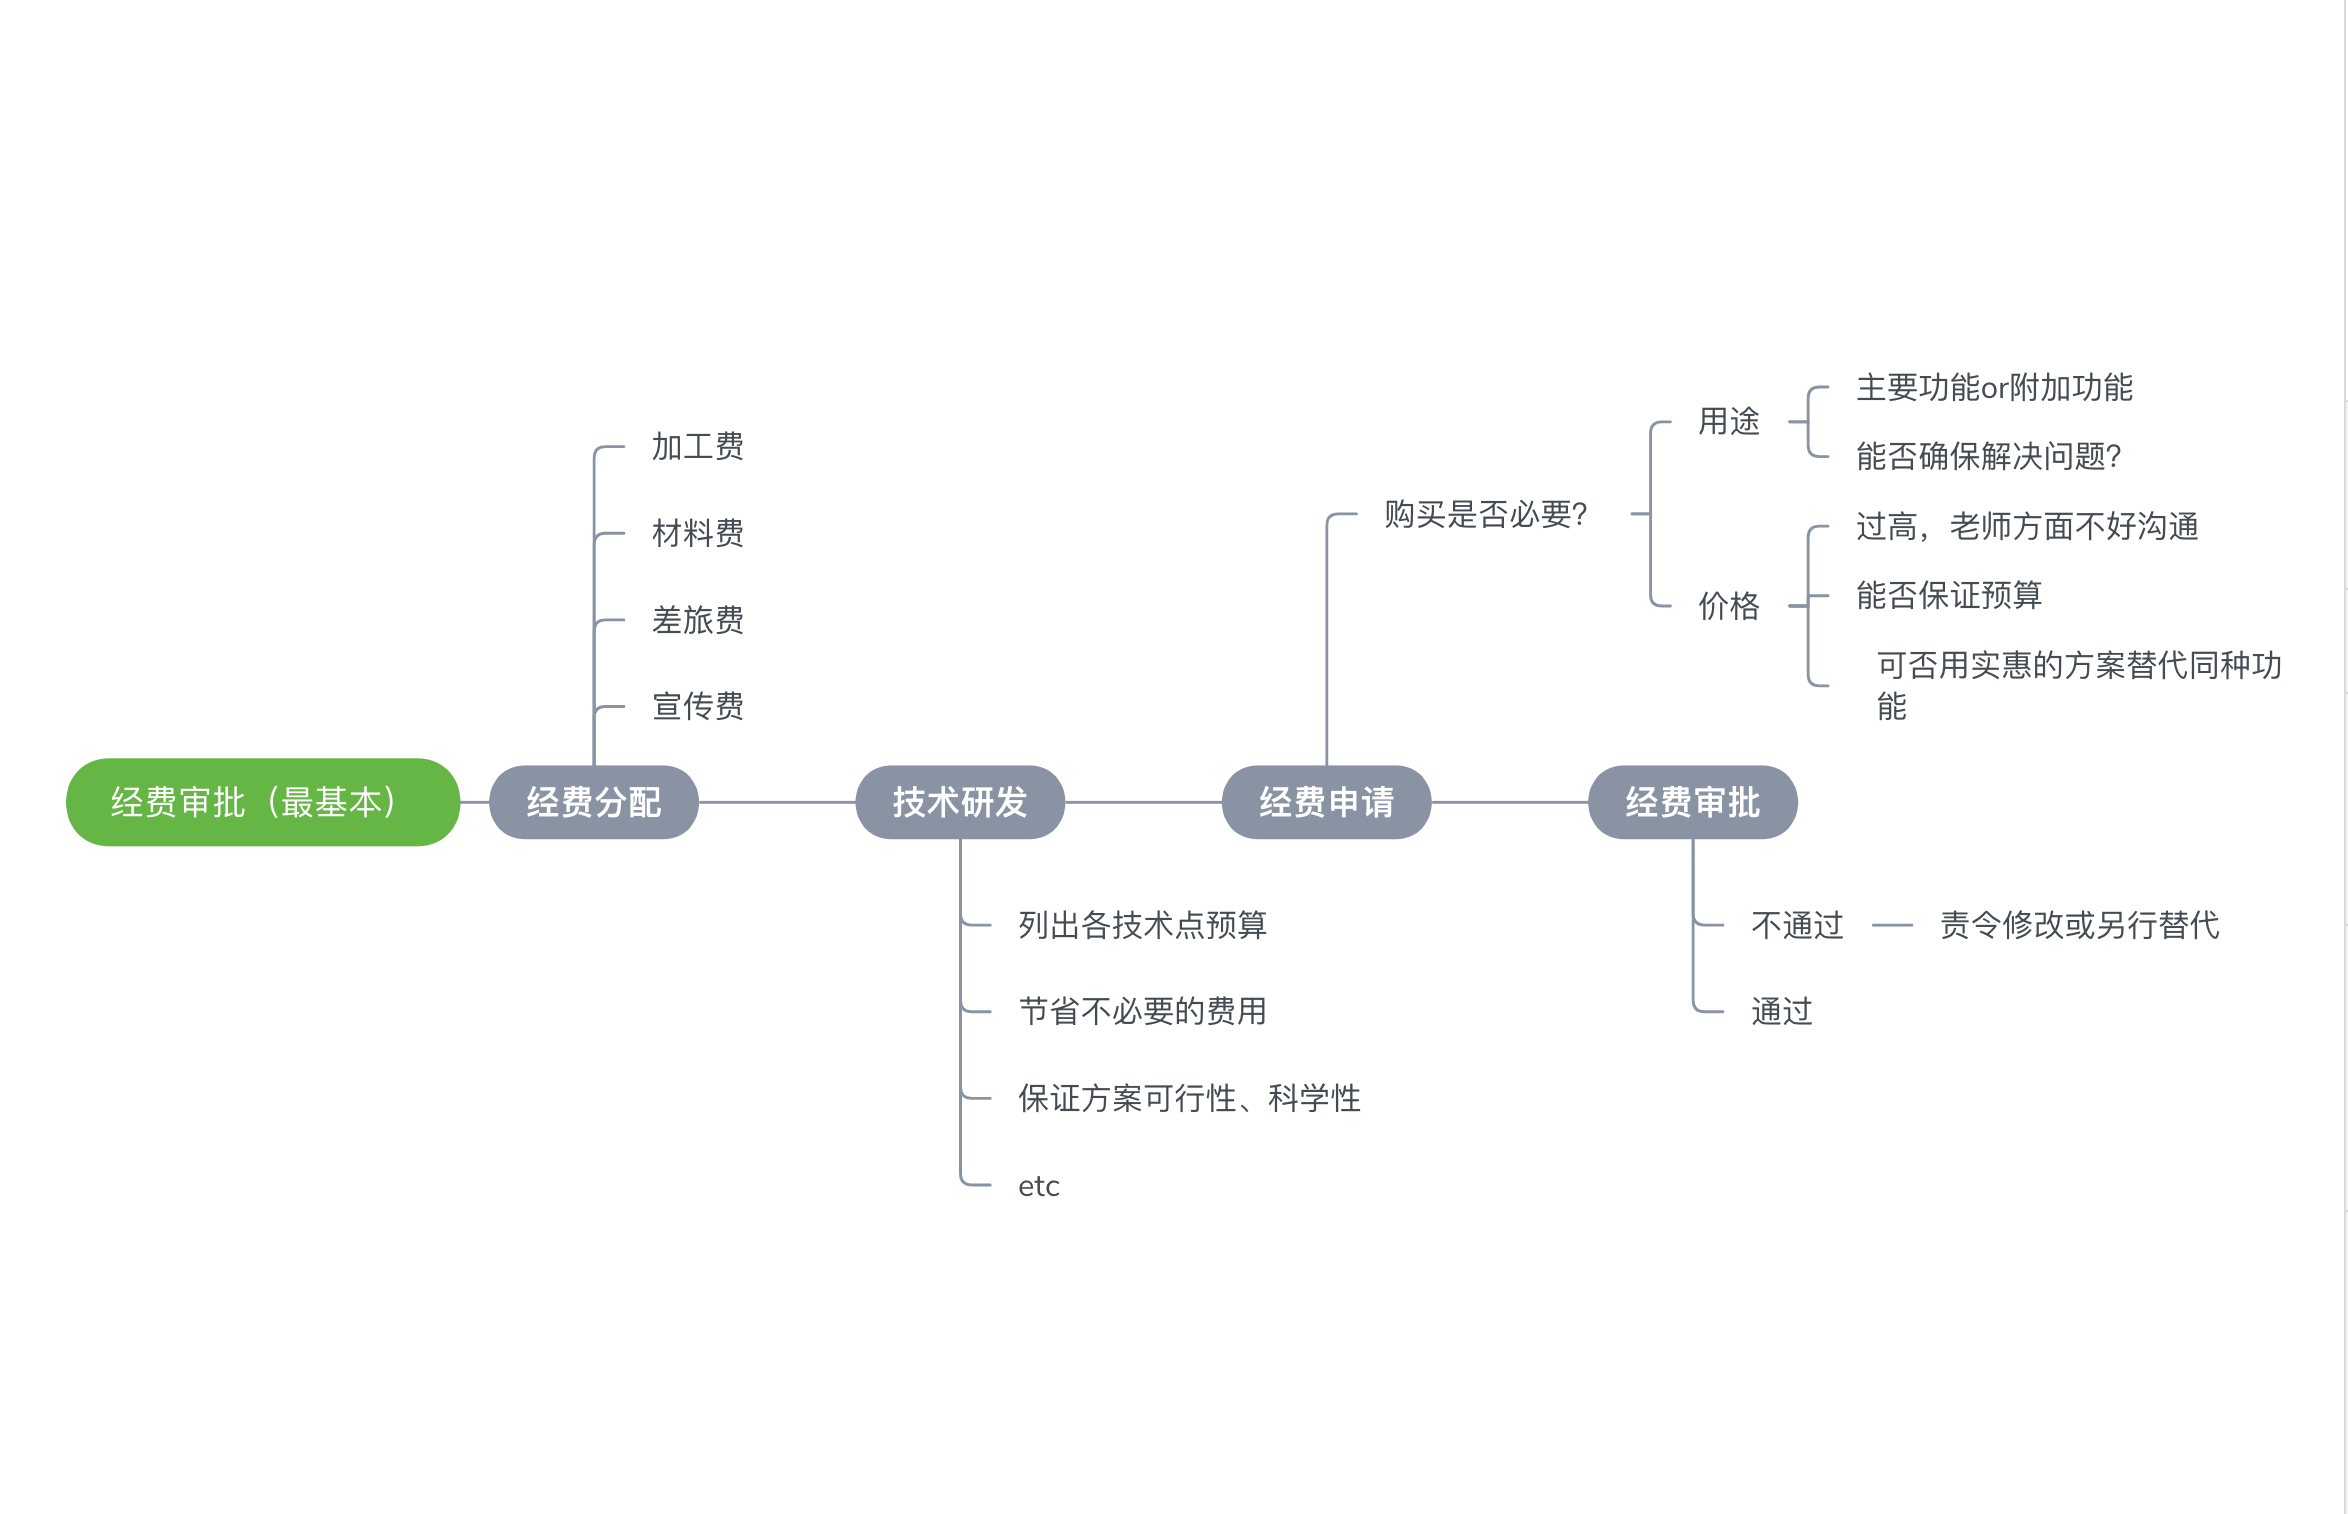 经费审批（最基本）
经费分配
加工费
材料费
差旅费
宣传费
技术研发
列出各技术点预算
节省不必要的费用
保证方案可行性、科学性
etc
经费申请
购买是否必要？
用途
主要功能or附加功能
能否确保解决问题？
价格
过高，老师方面不好沟通
能否保证预算
可否用实惠的方案替代同种功
能
经费审批
不通过
责令修改或另行替代
通过